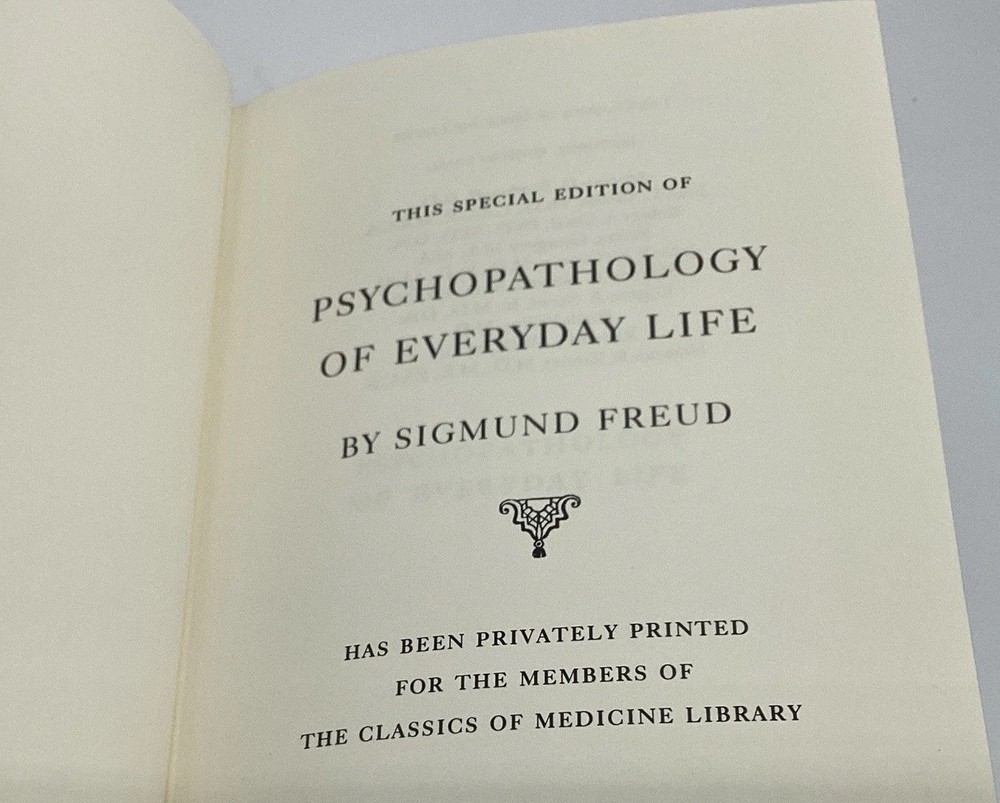 THIS SPECIAL EDITION OF
PSYCHOPATHOLOGY
OF EVERYDAY LIFE
BY SIGMUND FREUD
HAS BEEN PRIVATELY PRINTED
FOR THE MEMBERS OF
THE CLASSICS OF MEDICINE LIBRARY